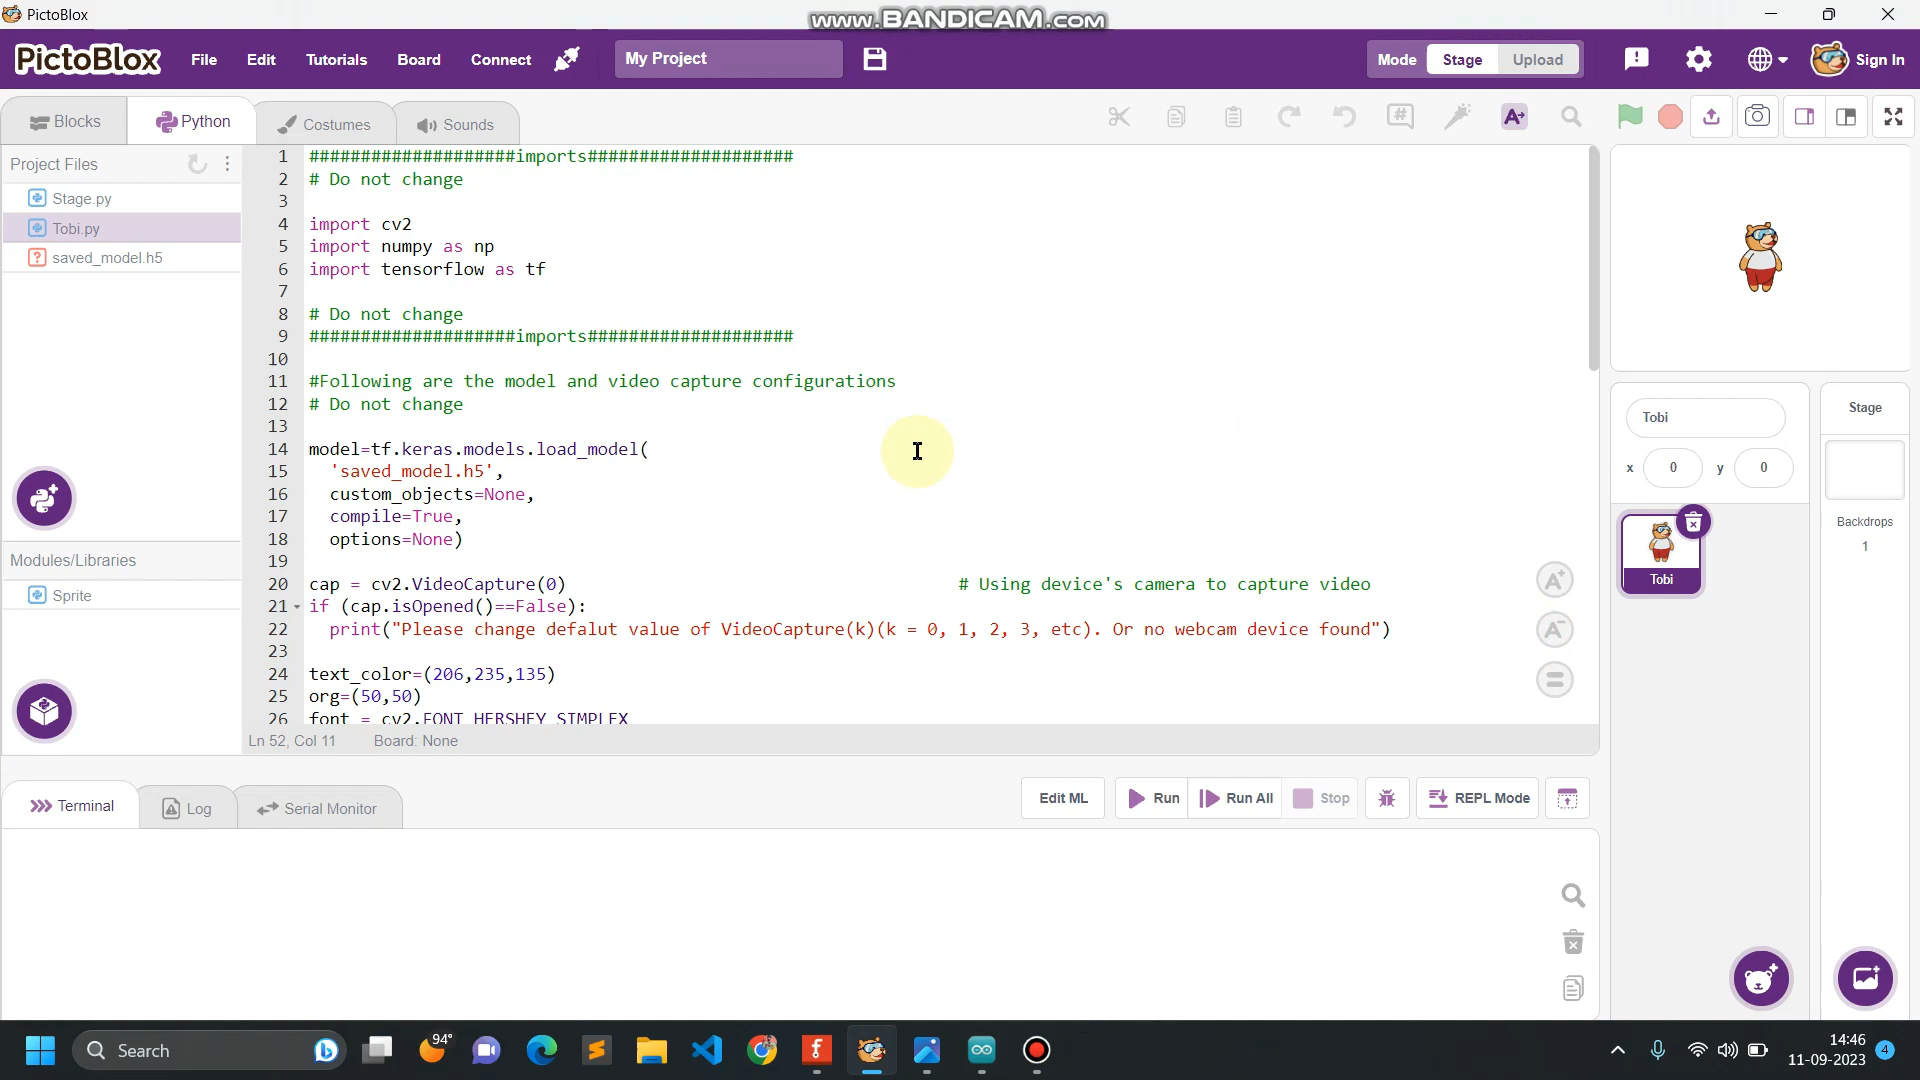 PictoBlox
www.BANDICAM.com
PictoBlox
File
Edit
Tutorials
Board
Connect
My Project
Mode
Stage
Upload
Sign In
Blocks
Python
Costumes
Sounds
Project Files
Stage.py
Tobi.py
saved_model.h5
Modules/Libraries
Sprite
1 ####################imports####################
2 # Do not change
3
4 import cv2
5 import numpy as np
6 import tensorflow as tf
7
8 # Do not change
9 ####################imports####################
10
11 #Following are the model and video capture configurations
12 # Do not change
13
14 model=tf.keras.models.load_model(
15 'saved_model.h5',
16 custom_objects=None,
17 compile=True,
18 options=None)
19
20 cap = cv2.VideoCapture(0) # Using device's camera to capture video
21 if (cap.isOpened()==False):
22 print("Please change defalut value of VideoCapture(k)(k = 0, 1, 2, 3, etc). Or no webcam device found")
23
24 text_color=(206,235,135)
25 org=(50,50)
26 font = cv2.FONT_HERSHEY_SIMPLEX
Ln 52, Col 11 Board: None
Tobi
x 0 y 0
Tobi
Stage
Backdrops
1
Terminal
Log
Serial Monitor
Edit ML
Run
Run All
Stop
REPL Mode
Search
94°
14:46
11-09-2023
4